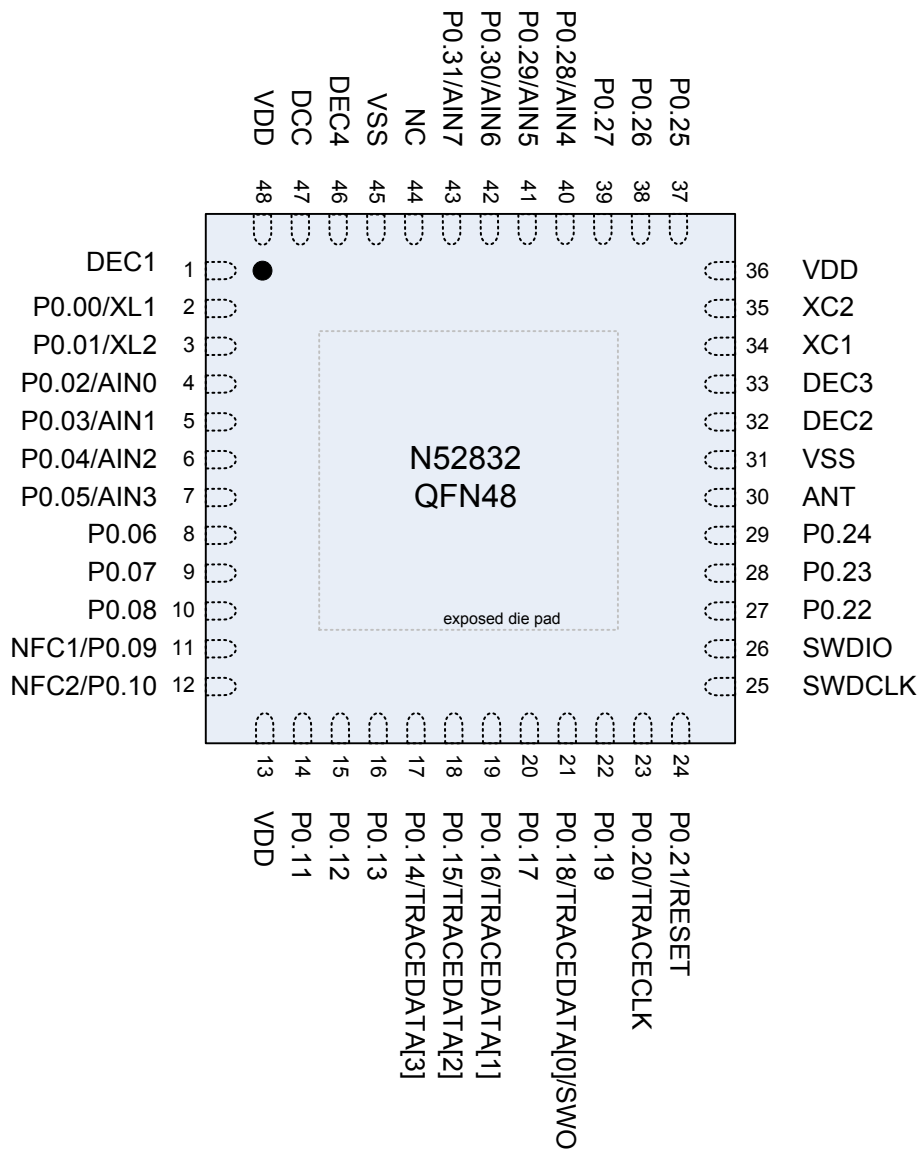 P0.31/AIN7
P0.30/AIN6
P0.29/AIN5
P0.28/AIN4
P0.27
P0.26
P0.25
VDD
DCC
DEC4
VSS
NC
48
47
46
45
44
43
42
41
40
39
38
37
DEC1 1
P0.00/XL1 2
P0.01/XL2 3
P0.02/AIN0 4
P0.03/AIN1 5
P0.04/AIN2 6
P0.05/AIN3 7
P0.06 8
P0.07 9
P0.08 10
NFC1/P0.09 11
NFC2/P0.10 12
N52832
QFN48
exposed die pad
36 VDD
35 XC2
34 XC1
33 DEC3
32 DEC2
31 VSS
30 ANT
29 P0.24
28 P0.23
27 P0.22
26 SWDIO
25 SWDCLK
13
14
15
16
17
18
19
20
21
22
23
24
VDD
P0.11
P0.12
P0.13
P0.14/TRACEDATA[3]
P0.15/TRACEDATA[2]
P0.16/TRACEDATA[1]
P0.17
P0.18/TRACEDATA[0]/SWO
P0.19
P0.20/TRACECLK
P0.21/RESET